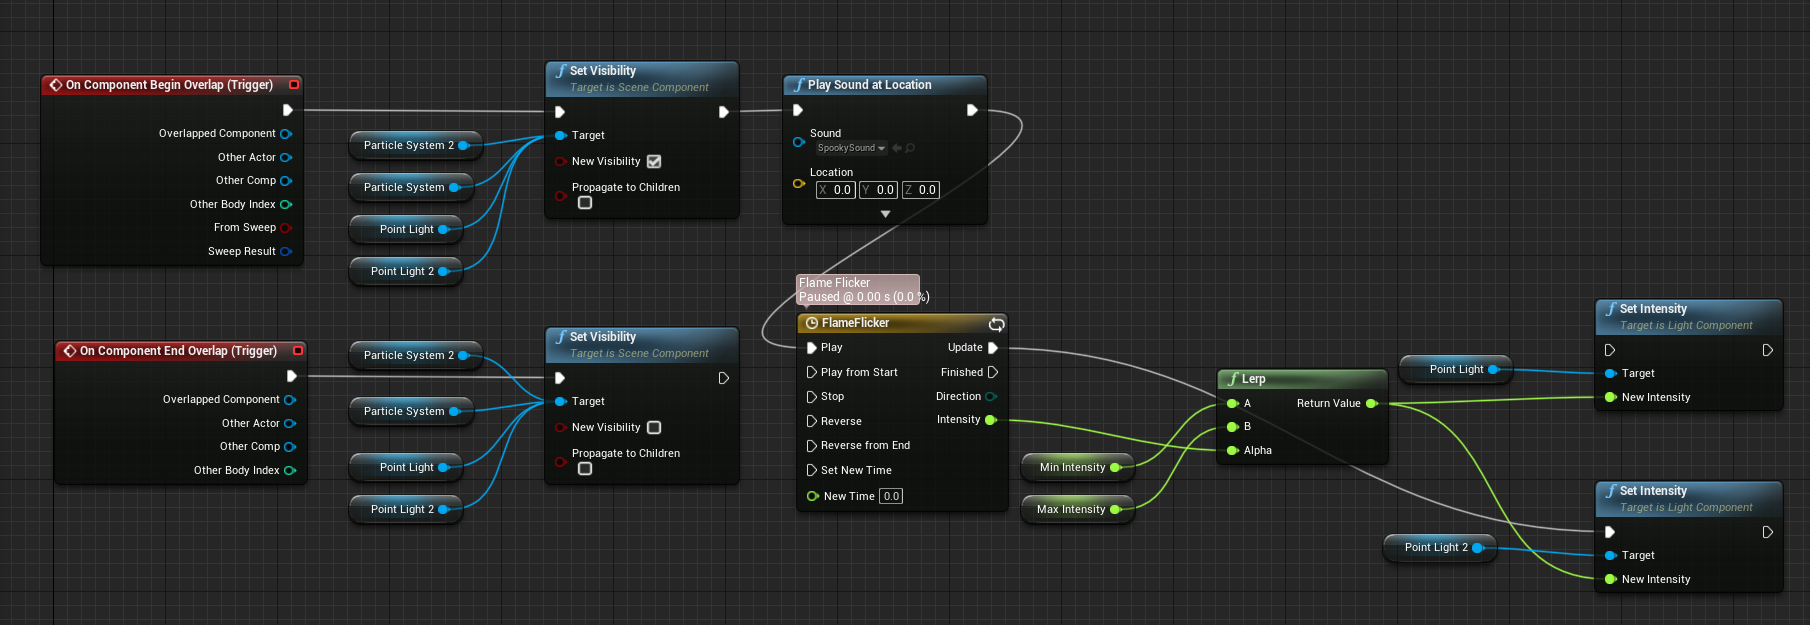 On Component Begin Overlap (Trigger)
Overlapped Component
Other Actor
Other Comp
Other Body Index
From Sweep
Sweep Result
Particle System 2
Particle System
Point Light
Point Light 2
Set Visibility
Target is Scene Component
Target
New Visibility
Propagate to Children
Play Sound at Location
Sound
SpookySound
Location
X 0.0 Y 0.0 Z 0.0
On Component End Overlap (Trigger)
Overlapped Component
Other Actor
Other Comp
Other Body Index
Particle System 2
Particle System
Point Light
Point Light 2
Set Visibility
Target is Scene Component
Target
New Visibility
Propagate to Children
Flame Flicker
Paused @ 0.00 s (0.0 %)
FlameFlicker
Play Update
Play from Start Finished
Stop Direction
Reverse Intensity
Reverse from End
Set New Time
New Time 0.0
Min Intensity
Max Intensity
Lerp
A Return Value
B
Alpha
Point Light
Set Intensity
Target is Light Component
Target
New Intensity
Point Light 2
Set Intensity
Target is Light Component
Target
New Intensity